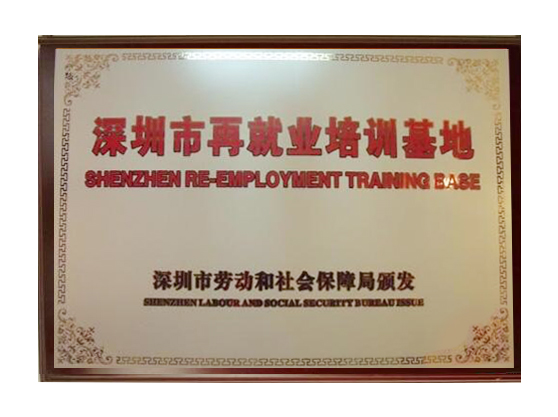 深圳市再就业培训基地
SHENZHEN RE-EMPLOYMENT TRAINING BASE
深圳市劳动和社会保障局颁发
SHENZHEN LABOUR AND SOCIAL SECURITY BUREAU ISSUE